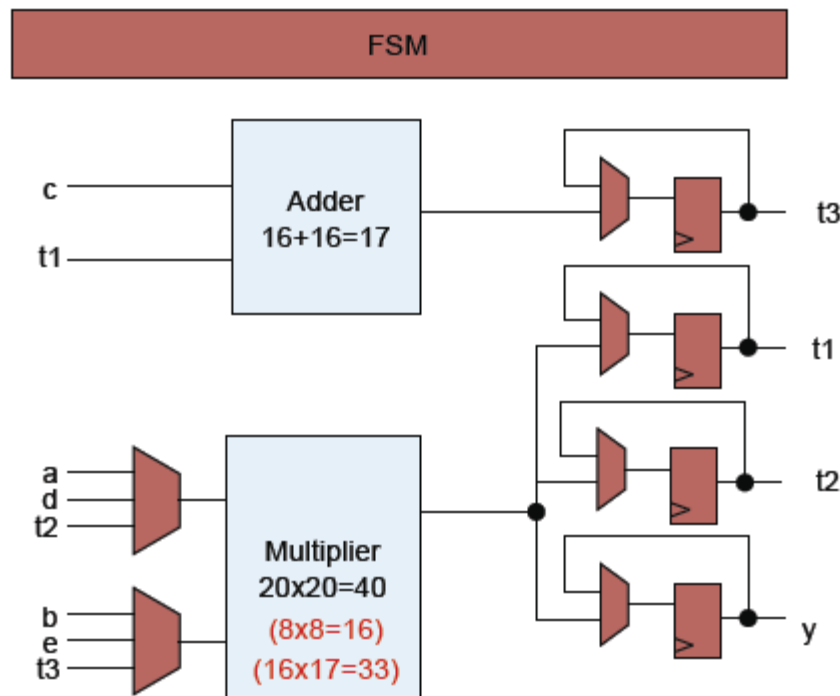 FSM
c
t1
Adder
16+16=17
t3
t1
t2
y
a
d
t2
b
e
t3
Multiplier
20x20=40
(8x8=16)
(16x17=33)